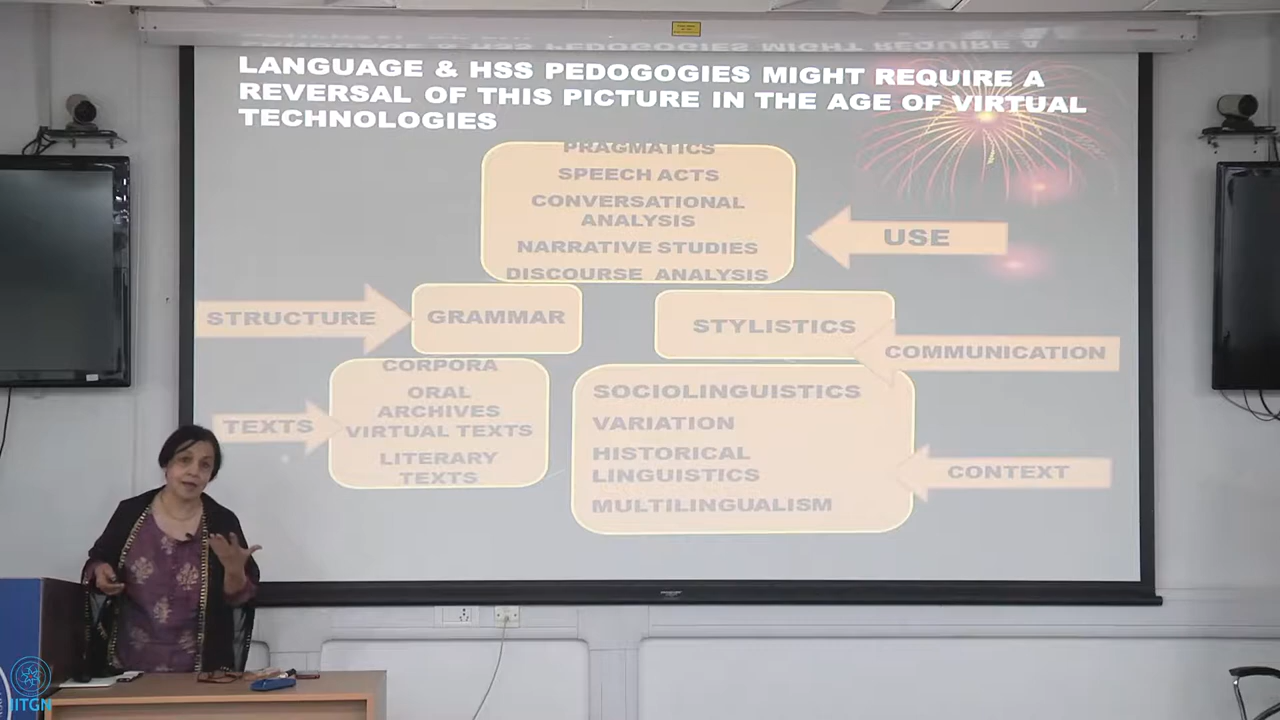 LANGUAGE & HSS PEDOGOGIES MIGHT REQUIRE A
REVERSAL OF THIS PICTURE IN THE AGE OF VIRTUAL
TECHNOLOGIES
PRAGMATICS
SPEECH ACTS
CONVERSATIONAL
ANALYSIS
NARRATIVE STUDIES
DISCOURSE ANALYSIS
USE
STRUCTURE
GRAMMAR
STYLISTICS
COMMUNICATION
TEXTS
CORPORA
ORAL
ARCHIVES
VIRTUAL TEXTS
LITERARY
TEXTS
SOCIOLINGUISTICS
VARIATION
HISTORICAL
LINGUISTICS
MULTILINGUALISM
CONTEXT
IITGN